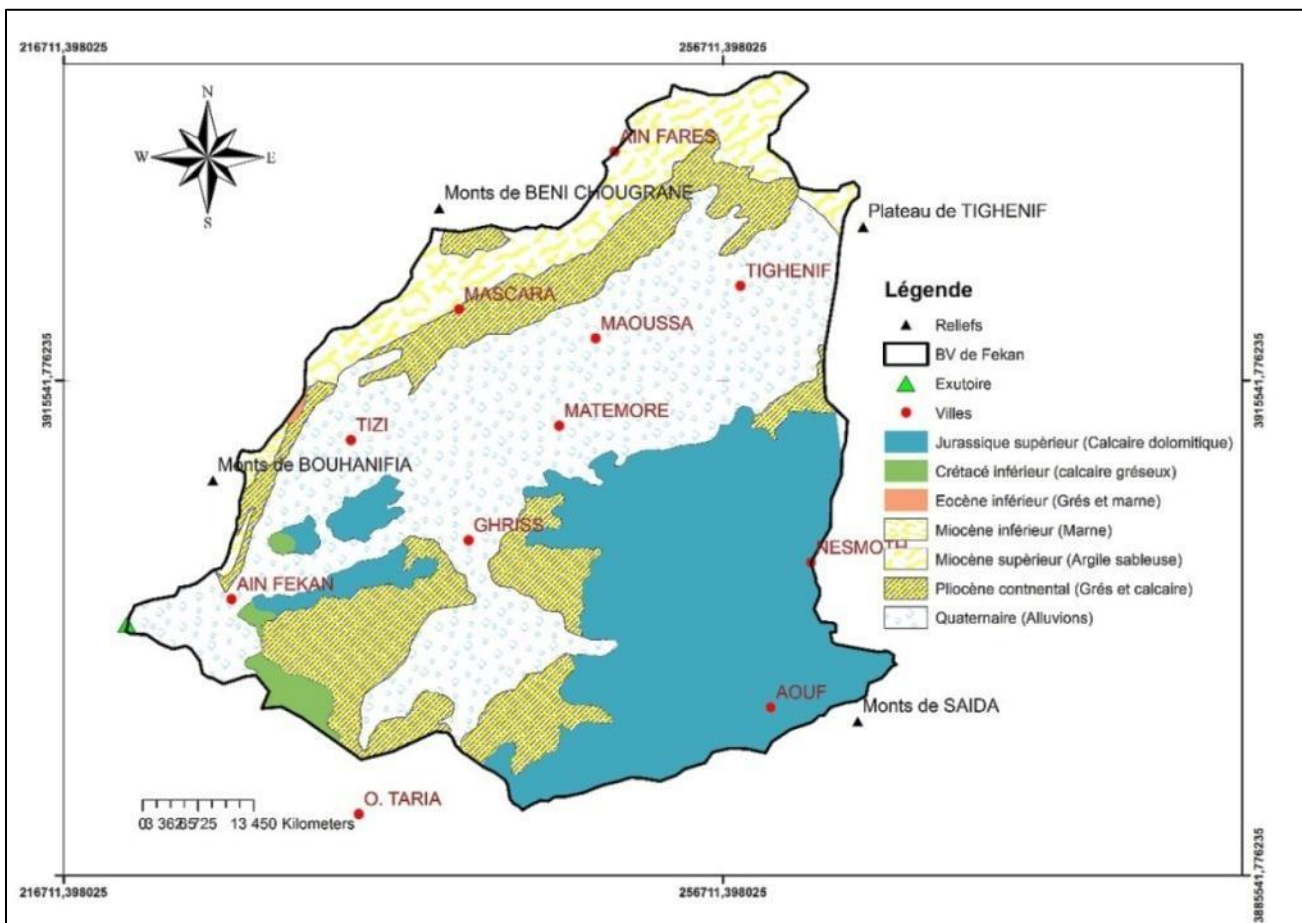 216711,398025
256711,398025
N
W
E
S
AIN FARES
Monts de BENI CHOUGRANE
Plateau de TIGHENIF
TIGHENIF
MASCARA
MAOUSSA
3915541,776235
3915541,776235
MATEMORE
TIZI
Monts de BOUHANIFIA
GHRISS
NESMOTH
AIN FEKAN
AOUF
Monts de SAIDA
O. TARIA
Légende
Reliefs
BV de Fekan
Exutoire
Villes
Jurassique supèrieur (Calcaire dolomitique)
Crétacé inférieur (calcaire gréseux)
Eocène inférieur (Grés et marne)
Miocène inférieur (Marne)
Miocène supérieur (Argile sableuse)
Pliocène contnental (Grés et calcaire)
Quaternaire (Alluvions)
13 450 Kilometers
216711,398025
256711,398025
3885541,776235